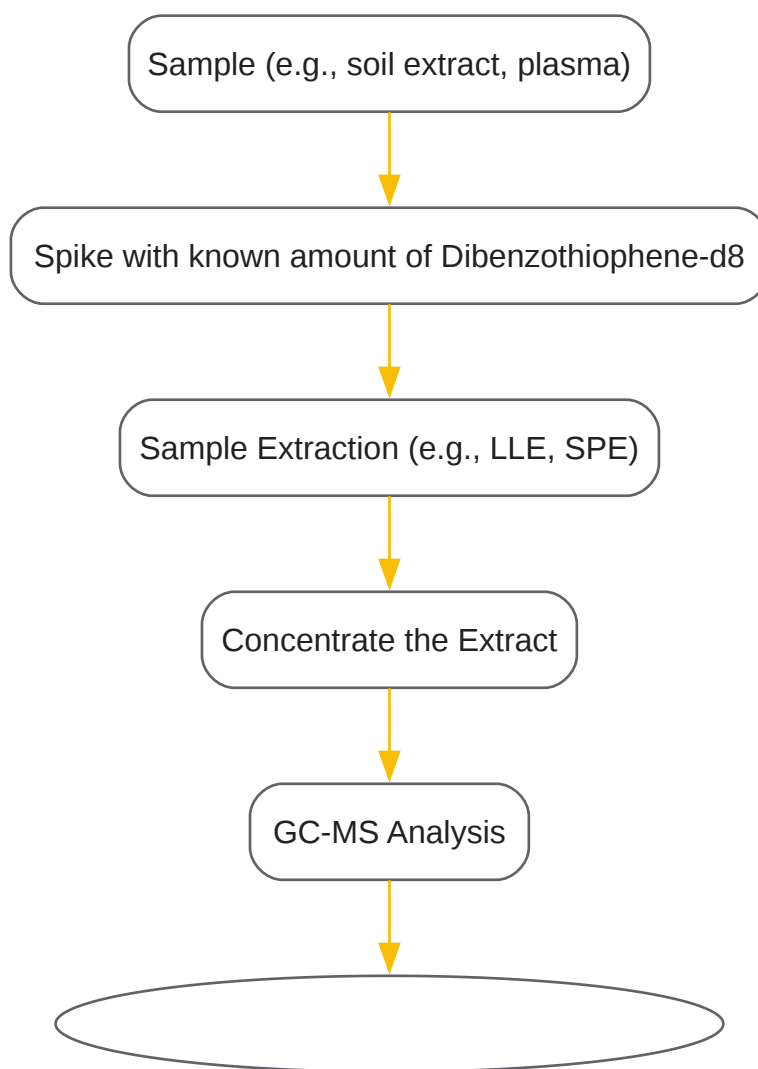 Sample (e.g., soil extract, plasma)
Spike with known amount of Dibenzothiophene-d8
Sample Extraction (e.g., LLE, SPE)
Concentrate the Extract
GC-MS Analysis